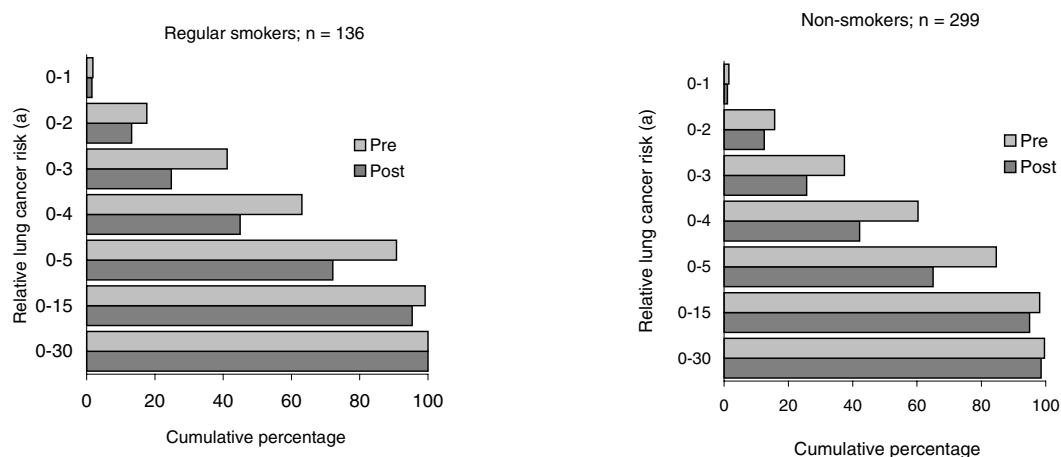 Regular smokers; n = 136
Relative lung cancer risk (a)
0-1
0-2
0-3
0-4
0-5
0-15
0-30
Pre
Post
0 20 40 60 80 100
Cumulative percentage
Non-smokers; n = 299
Relative lung cancer risk (a)
0-1
0-2
0-3
0-4
0-5
0-15
0-30
Pre
Post
0 20 40 60 80 100
Cumulative percentage